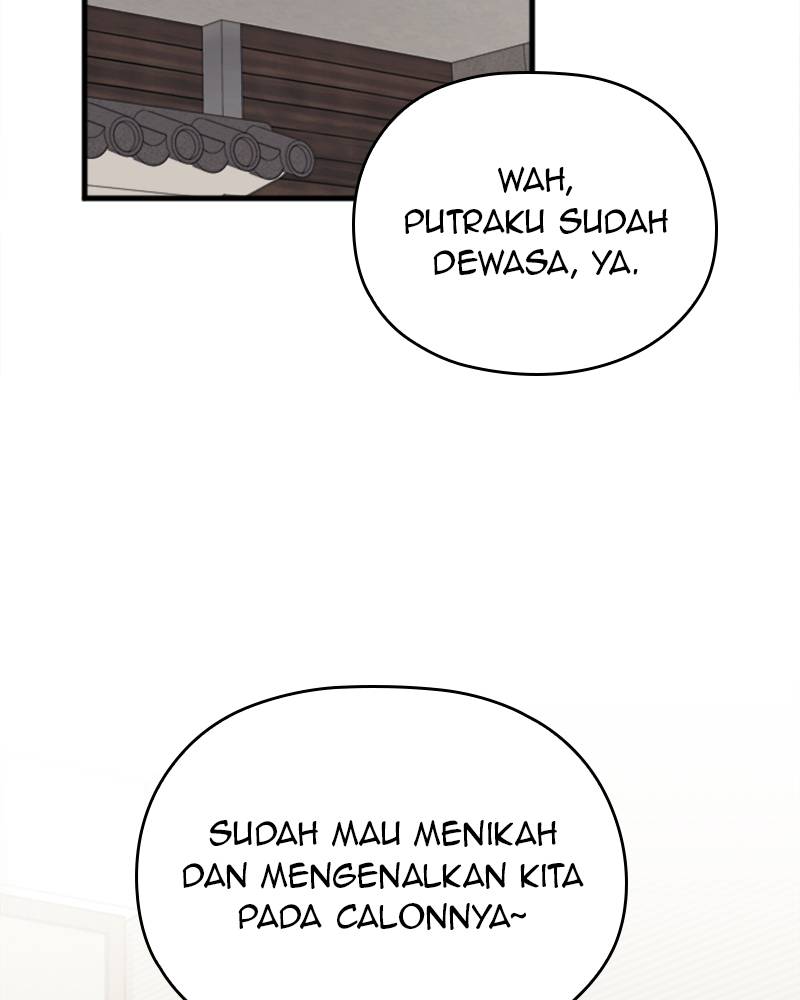 WAH,
PUTRAKU SUDAH
DEWASA, YA.
SUDAH MAU MENIKAH
DAN MENGENALKAN KITA
PADA CALONNYA~